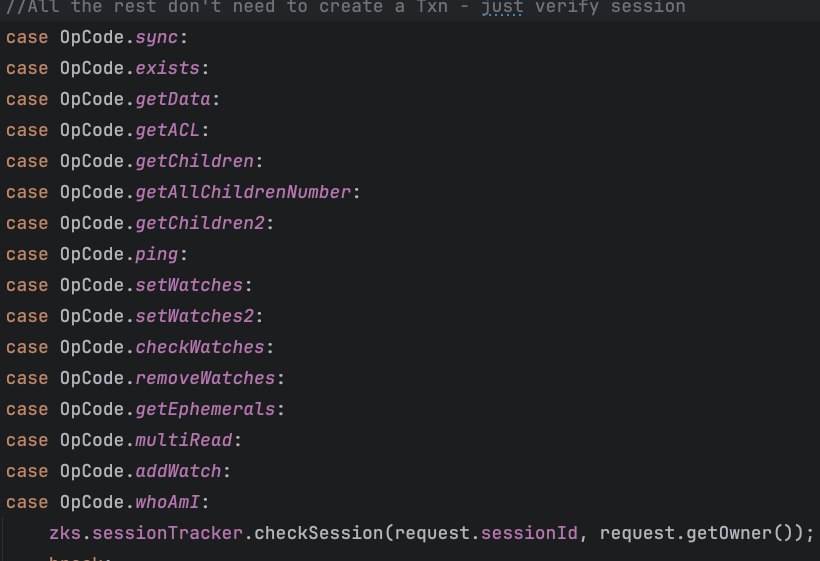 //All the rest don't need to create a Txn - just verify session
case OpCode.sync:
case OpCode.exists:
case OpCode.getData:
case OpCode.getACL:
case OpCode.getChildren:
case OpCode.getAllChildrenNumber:
case OpCode.getChildren2:
case OpCode.ping:
case OpCode.setWatches:
case OpCode.setWatches2:
case OpCode.checkWatches:
case OpCode.removeWatches:
case OpCode.getEphemerals:
case OpCode.multiRead:
case OpCode.addWatch:
case OpCode.whoAmI:
zks.sessionTracker.checkSession(request.sessionId, request.getOwner());
break;